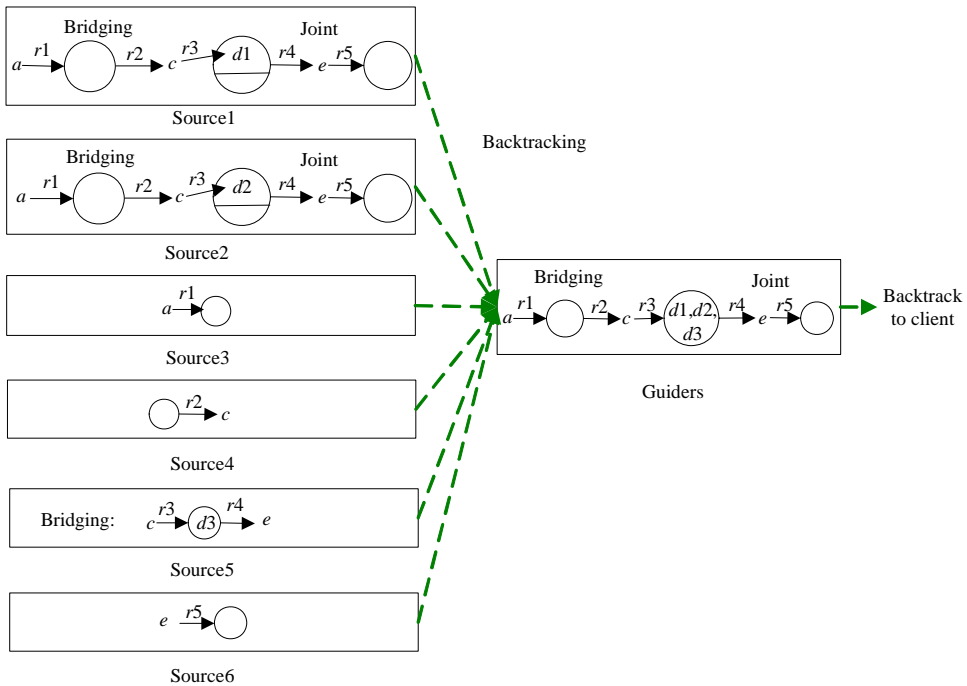 Bridging Joint
a r1 r2 c r3 d1 r4 e r5
Source1
Bridging Joint
a r1 r2 c r3 d2 r4 e r5
Source2
a r1
Source3
r2 c
Source4
Bridging: c r3 d3 r4 e
Source5
e r5
Source6
Backtracking
Bridging Joint
a r1 r2 c r3 d1,d2, r4 e r5
d3
Guiders
Backtrack
to client